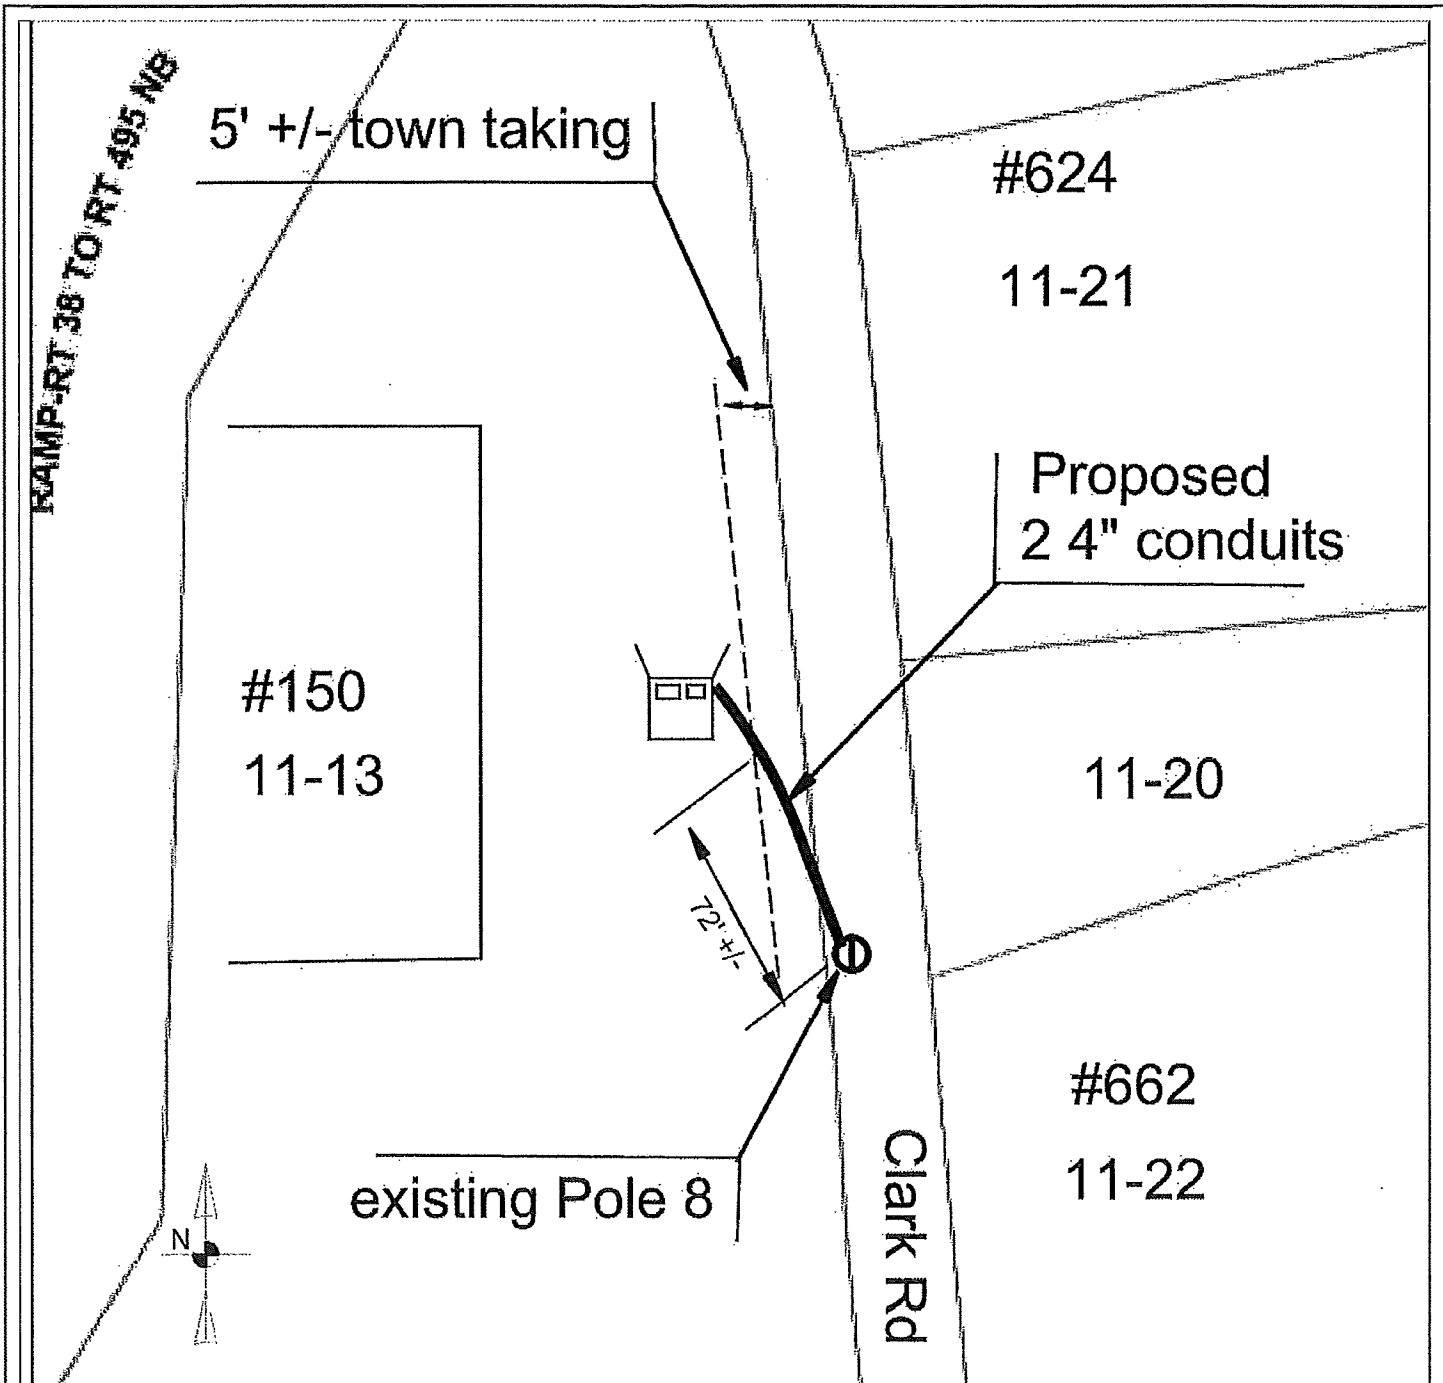 RAMP-RT 38 TO RT 495 NB
5' +/- town taking
#624
11-21
Proposed
2 4" conduits
#150
11-13
11-20
72' +/-
#662
11-22
existing Pole 8
Clark Rd
N